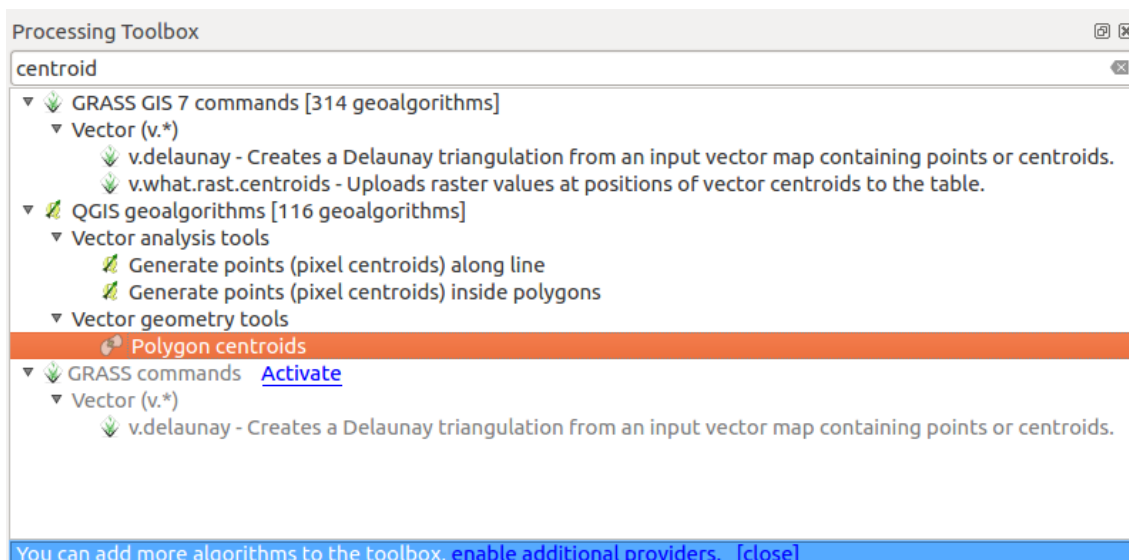 Processing Toolbox
centroid
GRASS GIS 7 commands [314 geoalgorithms]
Vector (v.*)
v.delaunay - Creates a Delaunay triangulation from an input vector map containing points or centroids.
v.what.rast.centroids - Uploads raster values at positions of vector centroids to the table.
QGIS geoalgorithms [116 geoalgorithms]
Vector analysis tools
Generate points (pixel centroids) along line
Generate points (pixel centroids) inside polygons
Vector geometry tools
Polygon centroids
GRASS commands Activate
Vector (v.*)
v.delaunay - Creates a Delaunay triangulation from an input vector map containing points or centroids.
You can add more algorithms to the toolbox, enable additional providers. [close]